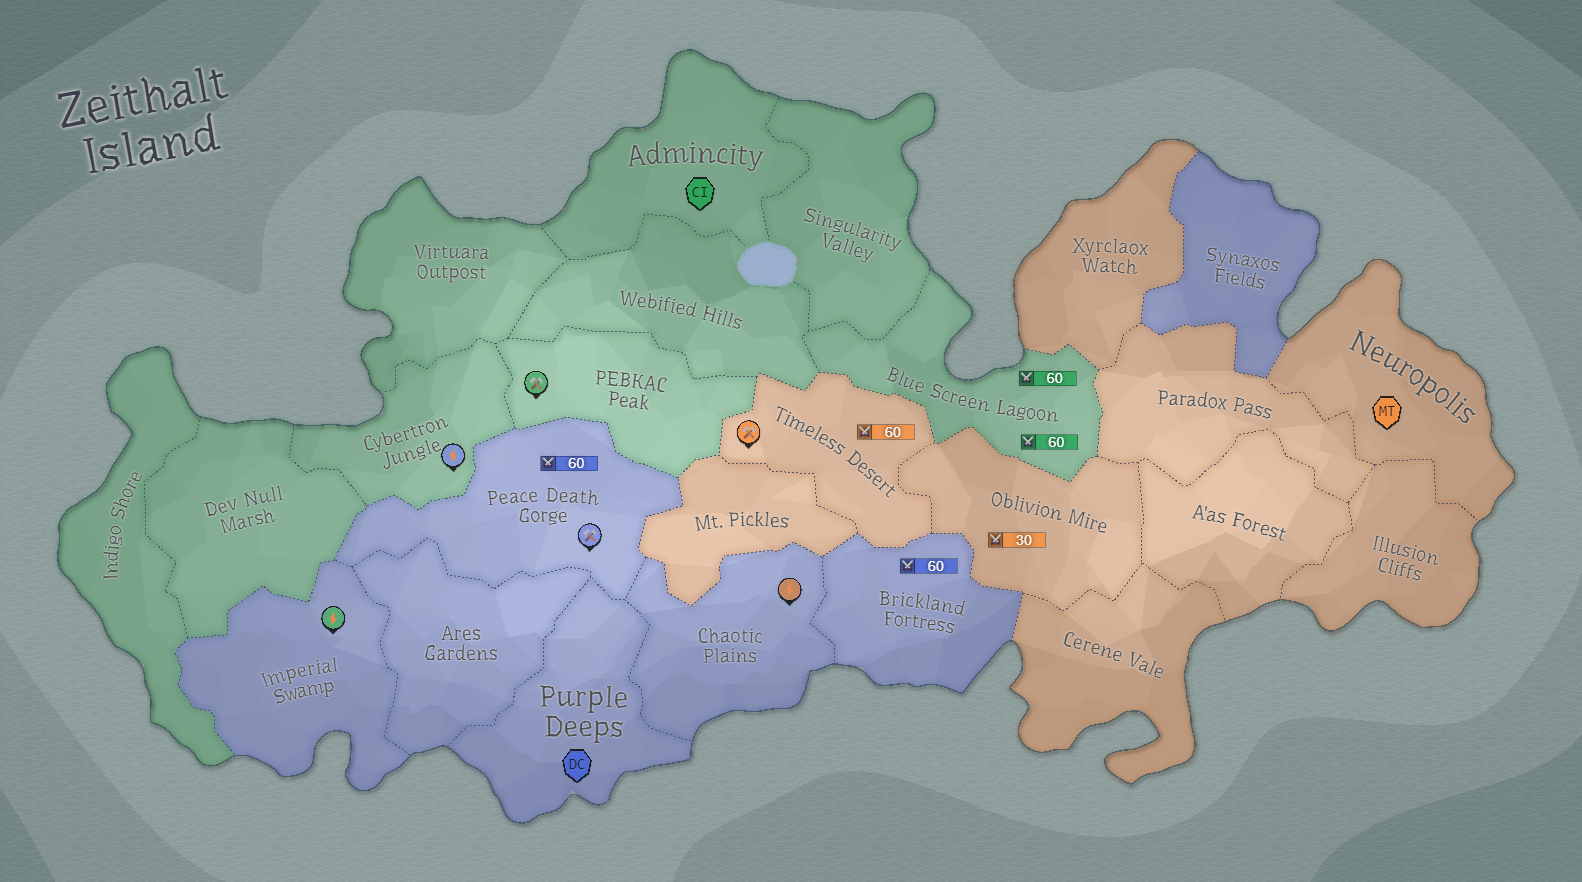 Zeithalt
Island
Admincity
CI
Singularity
Valley
Virtuara
Outpost
Xyrclaox
Watch
Synaxos
Fields
Webified Hills
Neuropolis
MT
PEBKAC
Peak
Blue Screen Lagoon
60
60
Paradox Pass
Timeless Desert
60
Cybertron
Jungle
60
Peace Death
Gorge
Dev Null
Marsh
Indigo Shore
Mt. Pickles
Oblivion Mire
30
A'as Forest
Illusion
Cliffs
60
Brickland
Fortress
Chaotic
Plains
Ares
Gardens
Imperial
Swamp
Cerene Vale
Purple
Deeps
DC